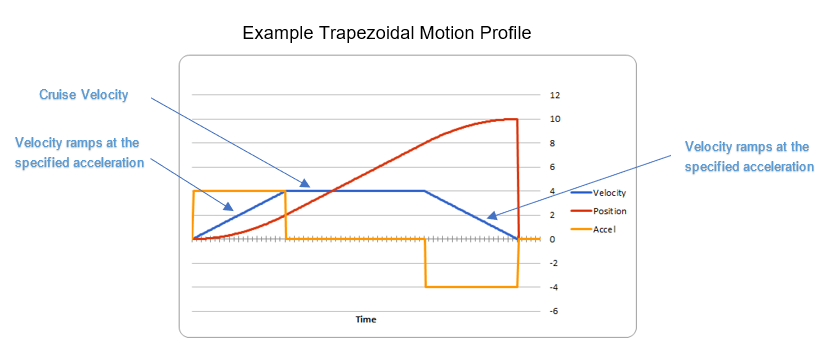 Example Trapezoidal Motion Profile
Cruise Velocity
Velocity ramps at the
specified acceleration
Velocity ramps at the
specified acceleration
12
10
8
6
4
2
0
-2
-4
-6
Velocity
Position
Accel
Time